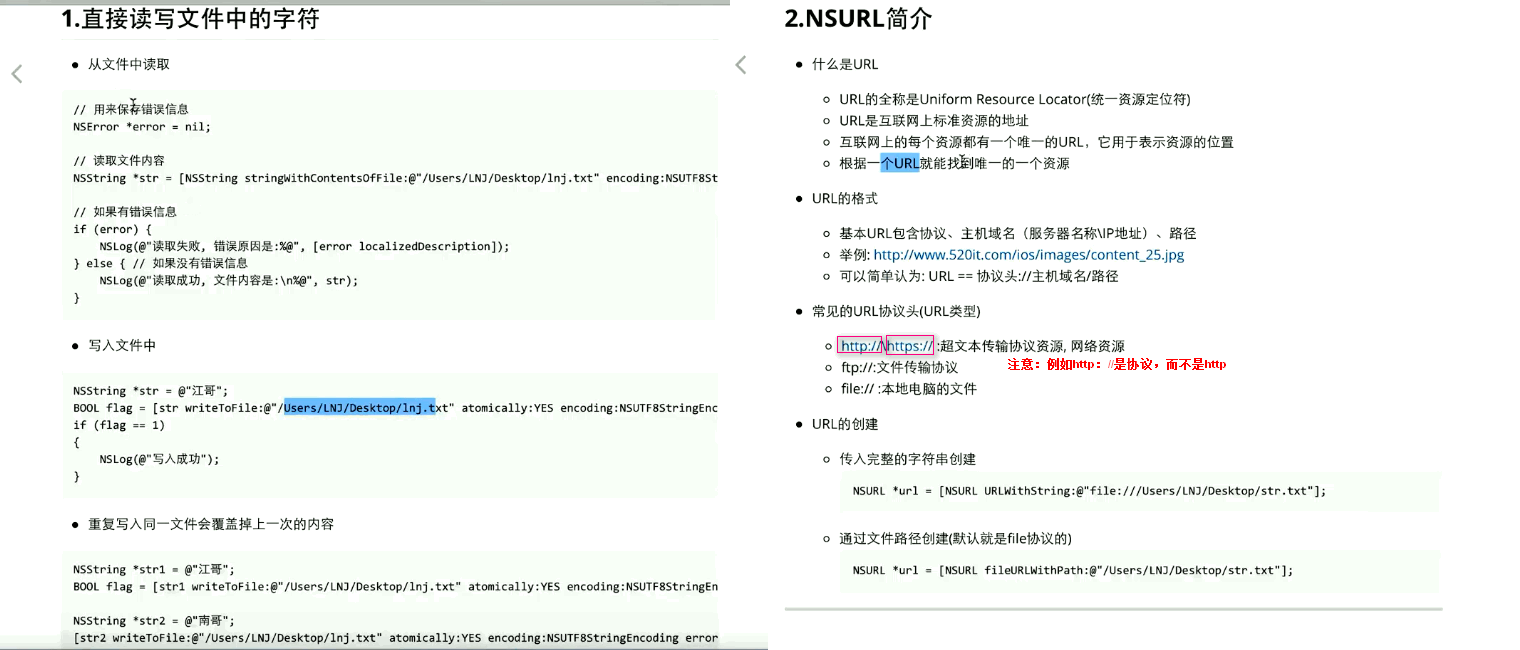 1.直接读写文件中的字符
从文件中读取
// 用来保存错误信息
NSError *error = nil;
// 读取文件内容
NSString *str = [NSString stringWithContentsOfFile:@"/Users/LNJ/Desktop/lnj.txt" encoding:NSUTF8St
// 如果有错误信息
if (error) {
NSLog(@"读取失败, 错误原因是:%@", [error localizedDescription]);
} else { // 如果没有错误信息
NSLog(@"读取成功, 文件内容是:\n%@", str);
}
写入文件中
NSString *str = @"江哥";
BOOL flag = [str writeToFile:@"/Users/LNJ/Desktop/lnj.txt" atomically:YES encoding:NSUTF8StringEnc
if (flag == 1)
{
NSLog(@"写入成功");
}
重复写入同一文件会覆盖掉上一次的内容
NSString *str1 = @"江哥";
BOOL flag = [str1 writeToFile:@"/Users/LNJ/Desktop/lnj.txt" atomically:YES encoding:NSUTF8StringEn
NSString *str2 = @"南哥";
[str2 writeToFile:@"/Users/LNJ/Desktop/lnj.txt" atomically:YES encoding:NSUTF8StringEncoding error
2.NSURL简介
什么是URL
URL的全称是Uniform Resource Locator(统一资源定位符)
URL是互联网上标准资源的地址
互联网上的每个资源都有一个唯一的URL，它用于表示资源的位置
根据一个URL就能找到唯一的一个资源
URL的格式
基本URL包含协议、主机域名（服务器名称\IP地址）、路径
举例: http://www.520it.com/ios/images/content_25.jpg
可以简单认为: URL == 协议头://主机域名/路径
常见的URL协议头(URL类型)
http://\https:// :超文本传输协议资源, 网络资源
注意：例如http：//是协议，而不是http
ftp://:文件传输协议
file:// :本地电脑的文件
URL的创建
传入完整的字符串创建
NSURL *url = [NSURL URLWithString:@"file:///Users/LNJ/Desktop/str.txt"];
通过文件路径创建(默认就是file协议的)
NSURL *url = [NSURL fileURLWithPath:@"/Users/LNJ/Desktop/str.txt"];